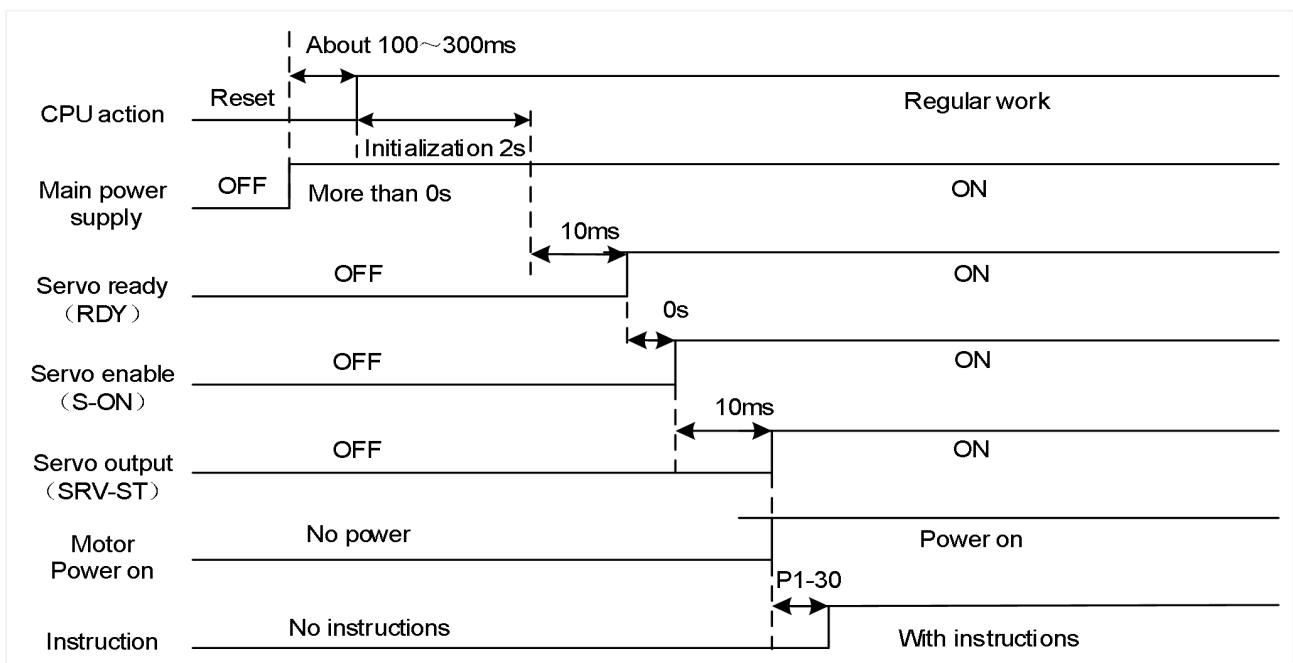 About 100～300ms
Reset
CPU action
Regular work
Initialization 2s
OFF
Main power
supply
More than 0s
ON
10ms
OFF
ON
Servo ready
（RDY）
0s
OFF
ON
Servo enable
（S-ON）
10ms
OFF
ON
Servo output
（SRV-ST）
No power
Motor
Power on
Power on
P1-30
No instructions
With instructions
Instruction